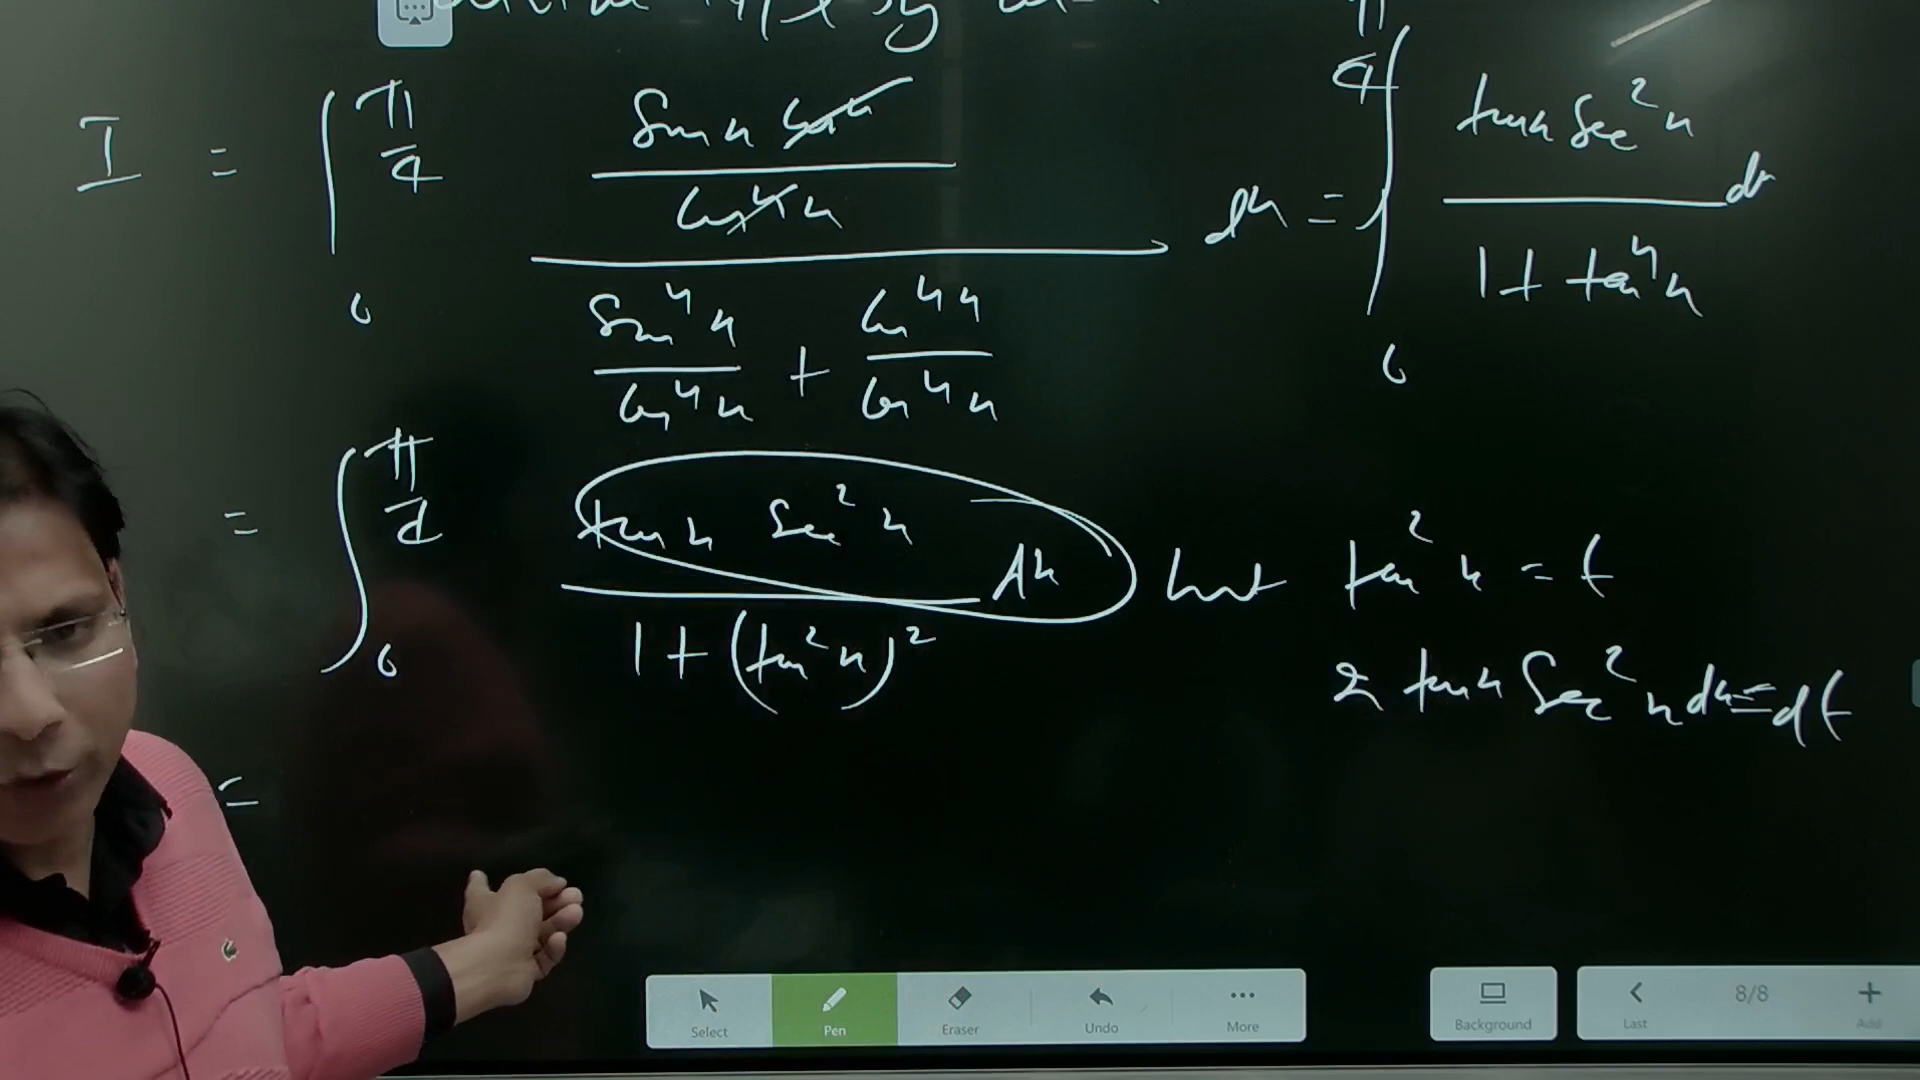 I = ∫₀^(π/4) (sin x cos x / cos⁴x) / (sin⁴x/cos⁴x + cos⁴x/cos⁴x) dx = ∫₀^(π/4) tan x sec²x / (1 + tan⁴x) dx
= ∫₀^(π/4) tan x sec²x / (1 + (tan²x)²) dx Put tan²x = t
2 tan x sec²x dx = dt
=
Select Pen Eraser Undo More Background Last 8/8 Add